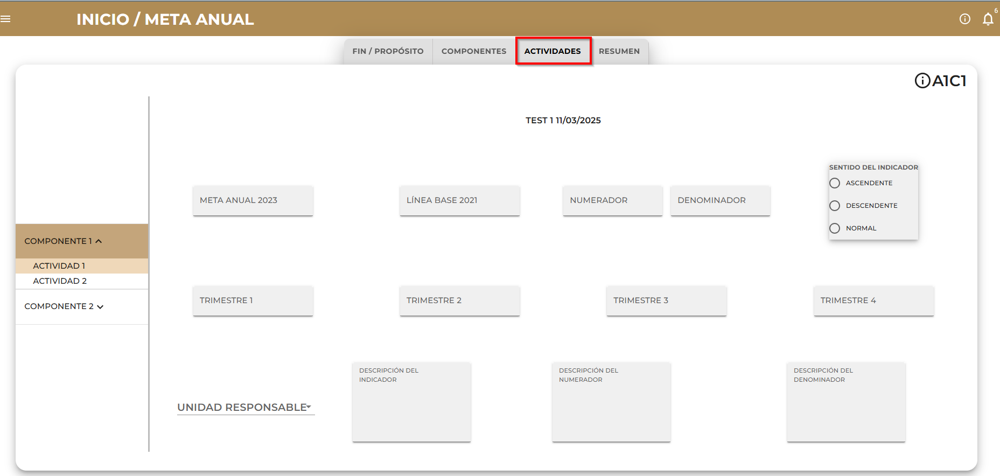 INICIO / META ANUAL
6
FIN / PROPÓSITO
COMPONENTES
ACTIVIDADES
RESUMEN
A1C1
TEST 1 11/03/2025
SENTIDO DEL INDICADOR
ASCENDENTE
DESCENDENTE
NORMAL
META ANUAL 2023
LÍNEA BASE 2021
NUMERADOR
DENOMINADOR
COMPONENTE 1
ACTIVIDAD 1
ACTIVIDAD 2
COMPONENTE 2
TRIMESTRE 1
TRIMESTRE 2
TRIMESTRE 3
TRIMESTRE 4
UNIDAD RESPONSABLE
DESCRIPCIÓN DEL
INDICADOR
DESCRIPCIÓN DEL
NUMERADOR
DESCRIPCIÓN DEL
DENOMINADOR